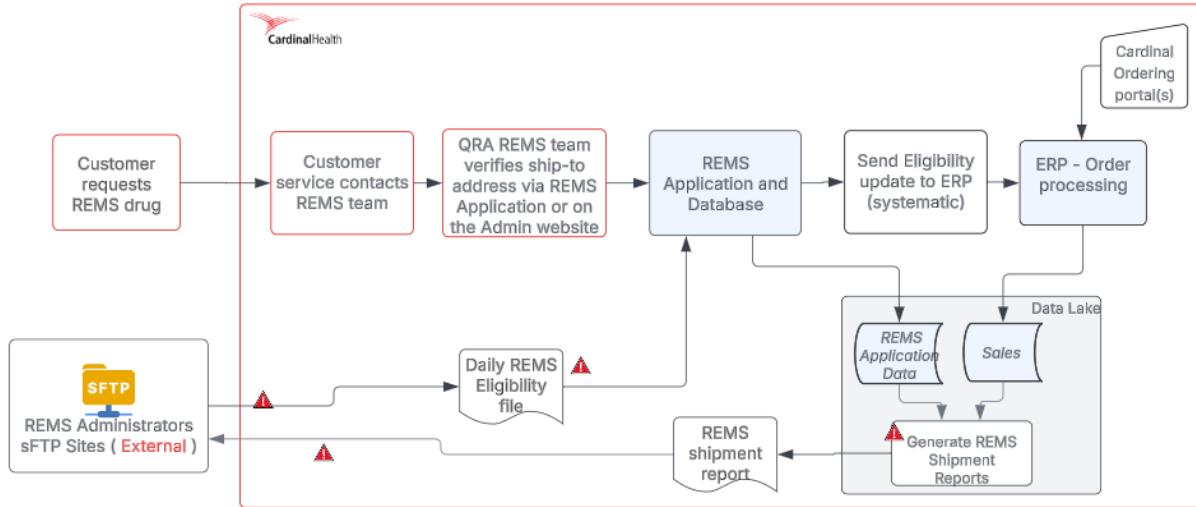 CardinalHealth
Cardinal
Ordering
portal(s)
Customer
requests
REMS drug
Customer
service contacts
REMS team
QRA REMS team
verifies ship-to
address via REMS
Application or on
the Admin website
REMS
Application and
Database
Send Eligibility
update to ERP
(systematic)
ERP - Order
processing
Data Lake
REMS
Application
Data
Sales
SFTP
REMS Administrators
sFTP Sites ( External )
Daily REMS
Eligibility
file
REMS
shipment
report
Generate REMS
Shipment
Reports